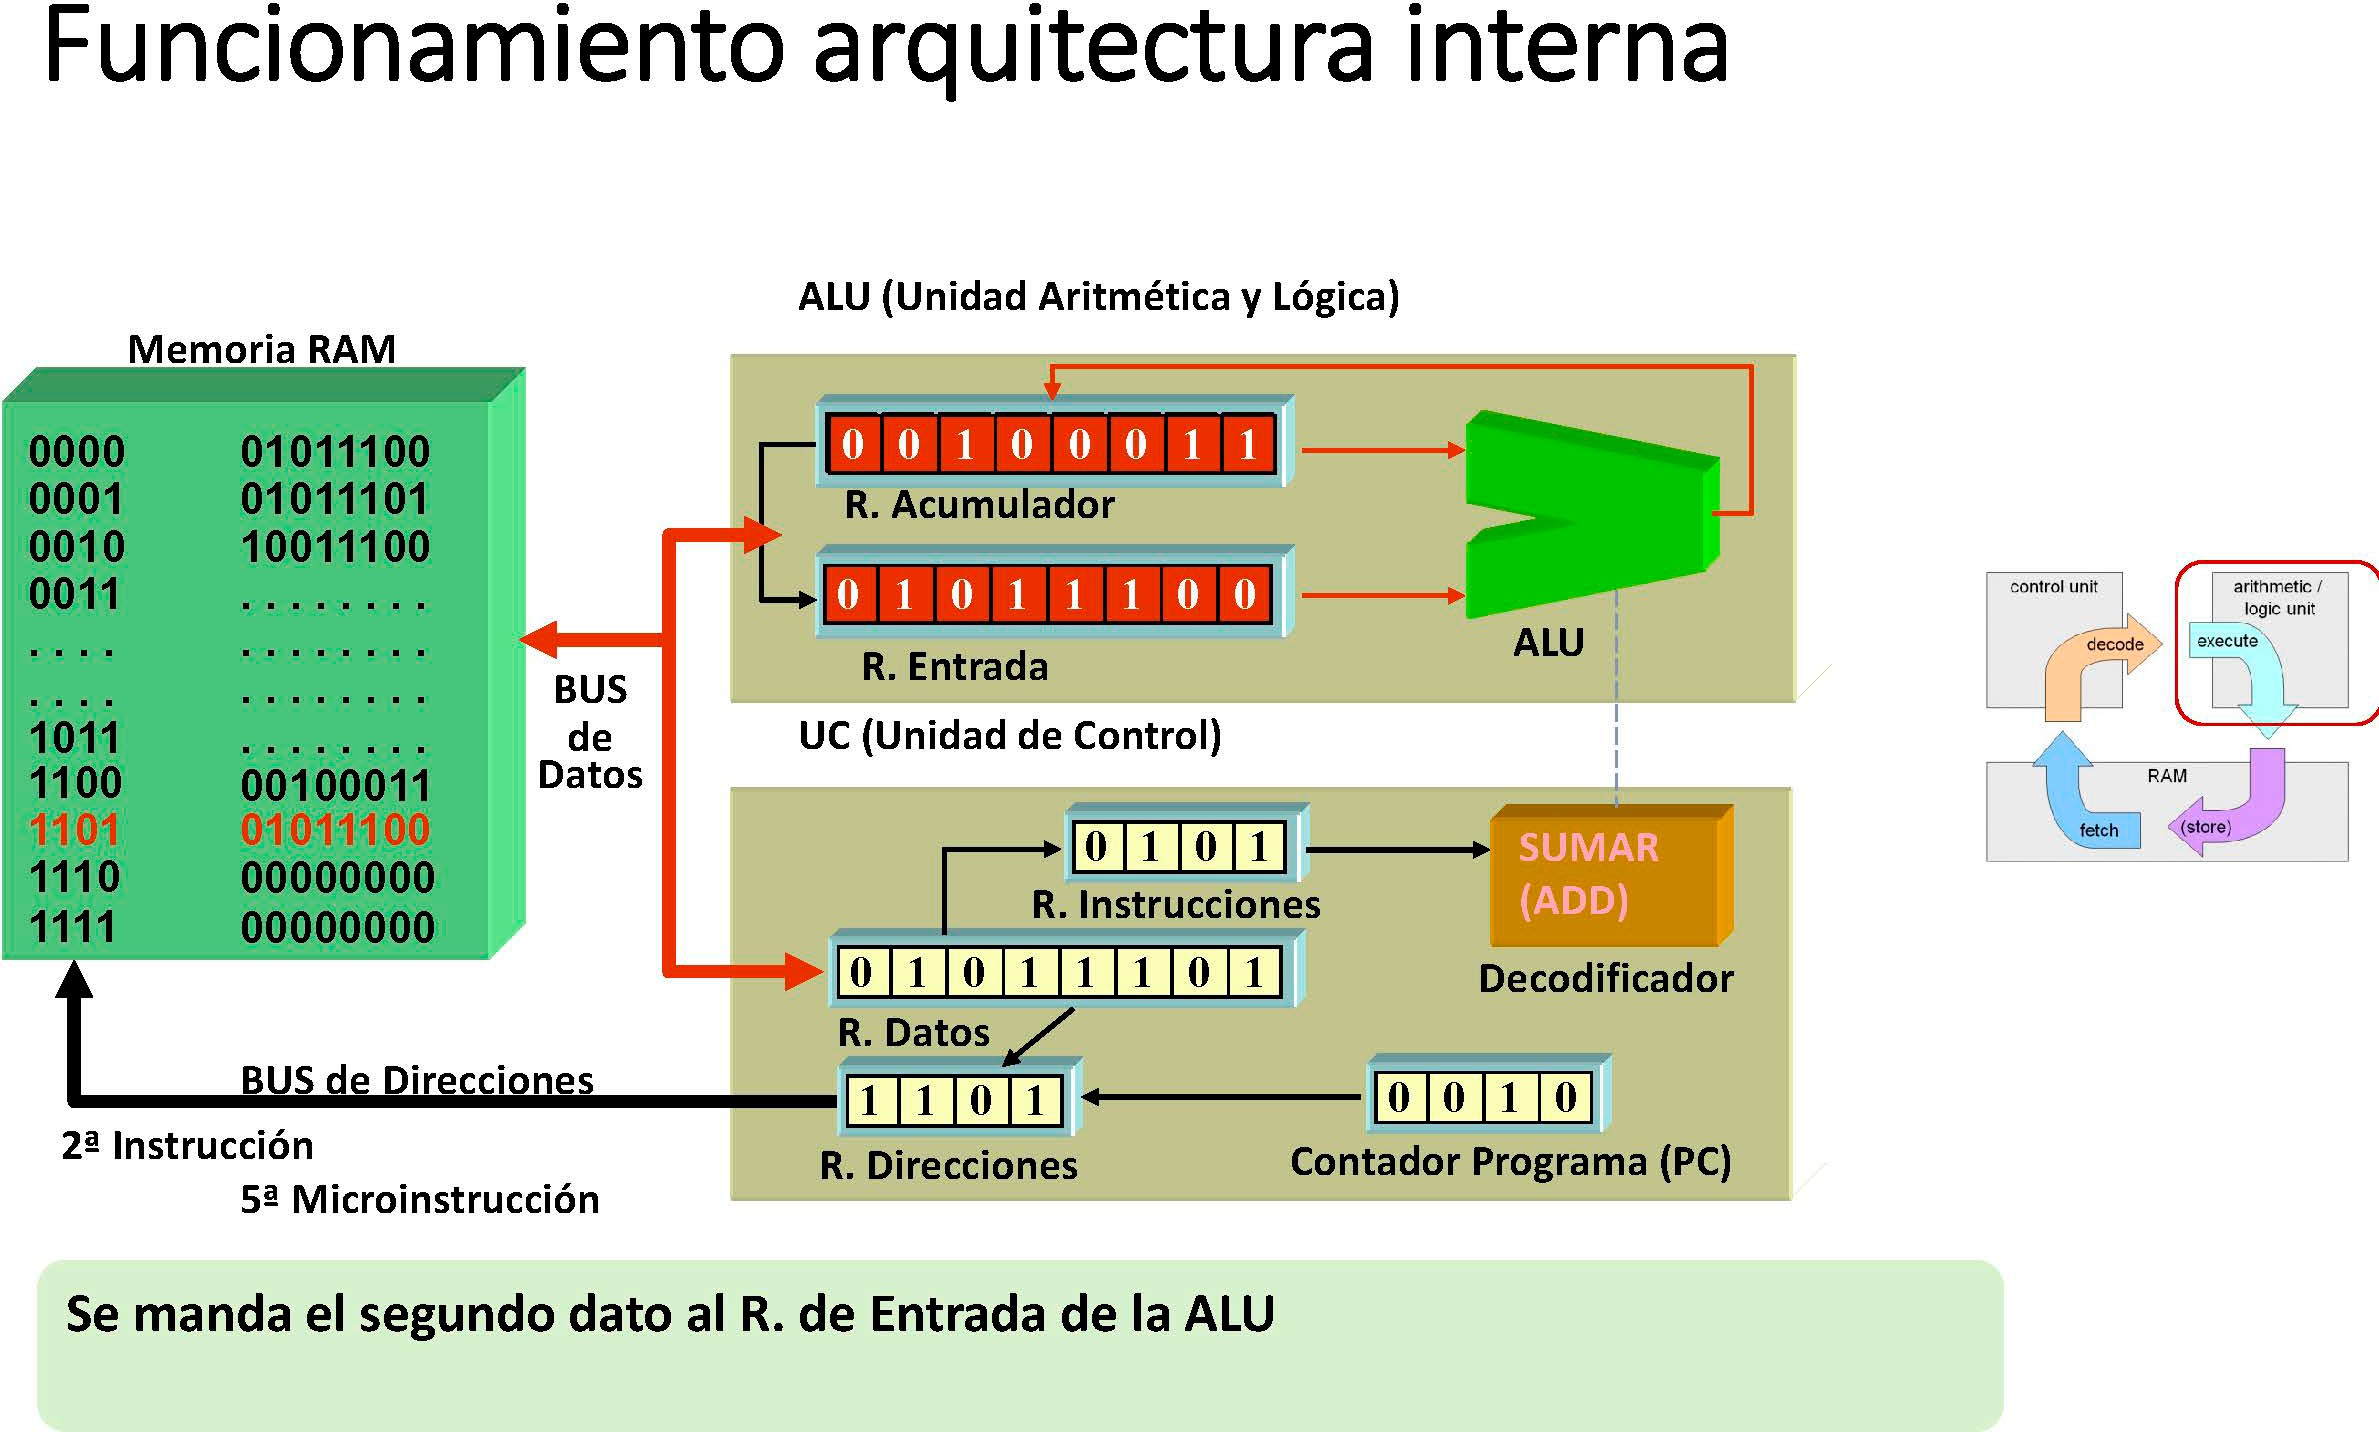 Funcionamiento arquitectura interna
ALU (Unidad Aritmética y Lógica)
Memoria RAM
0000 01011100
0001 01011101
0010 10011100
0011 . . . . . . . .
. . . . . . . . . . . .
. . . . . . . . . . . .
1011 . . . . . . . .
1100 00100011
1101 01011100
1110 00000000
1111 00000000
BUS
de
Datos
0 0 1 0 0 0 1 1
R. Acumulador
0 1 0 1 1 1 0 0
R. Entrada
ALU
UC (Unidad de Control)
0 1 0 1
R. Instrucciones
SUMAR
(ADD)
Decodificador
0 1 0 1 1 1 0 1
R. Datos
1 1 0 1
R. Direcciones
0 0 1 0
Contador Programa (PC)
BUS de Direcciones
2ª Instrucción
5ª Microinstrucción
control unit
decode
arithmetic /
logic unit
execute
RAM
fetch
(store)
Se manda el segundo dato al R. de Entrada de la ALU